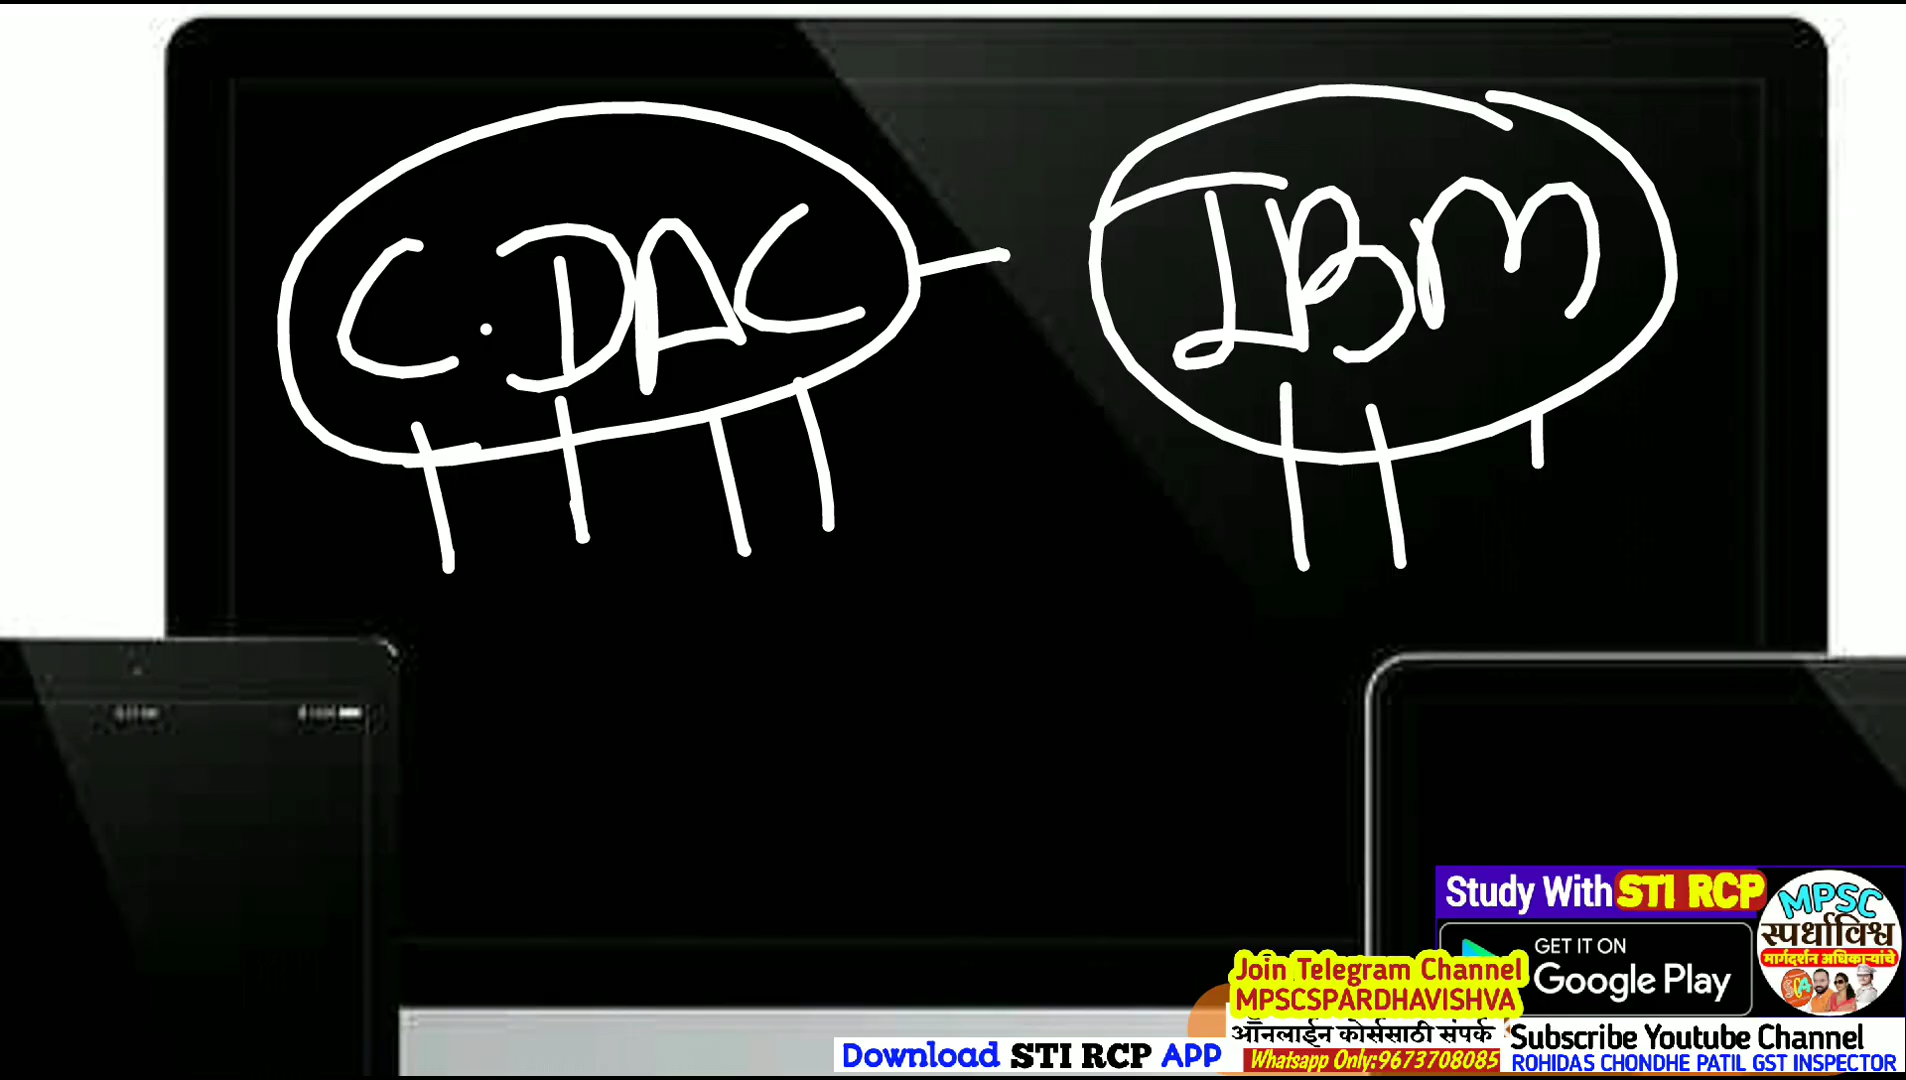 C.DAC IBM
Study With STI RCP
MPSC
स्पर्धाविश्व
मार्गदर्शन अधिकाऱ्यांचे
GET IT ON
Google Play
Join Telegram Channel
MPSCSPARDHAVISHVA
ऑनलाईन कोर्ससाठी संपर्क
Whatsapp Only:9673708085
Download STI RCP APP
Subscribe Youtube Channel
ROHIDAS CHONDHE PATIL GST INSPECTOR